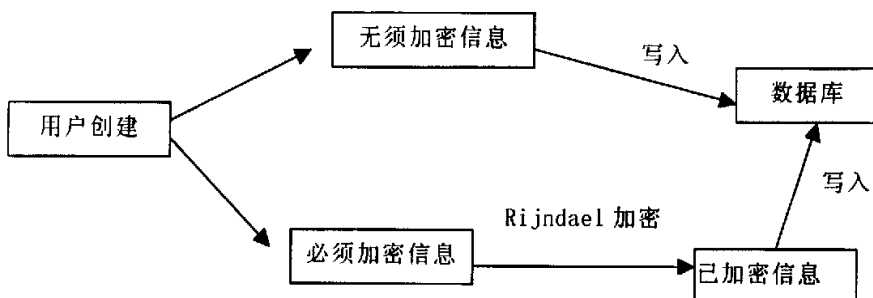 无须加密信息
写入
数据库
用户创建
写入
Rijndael 加密
必须加密信息
已加密信息